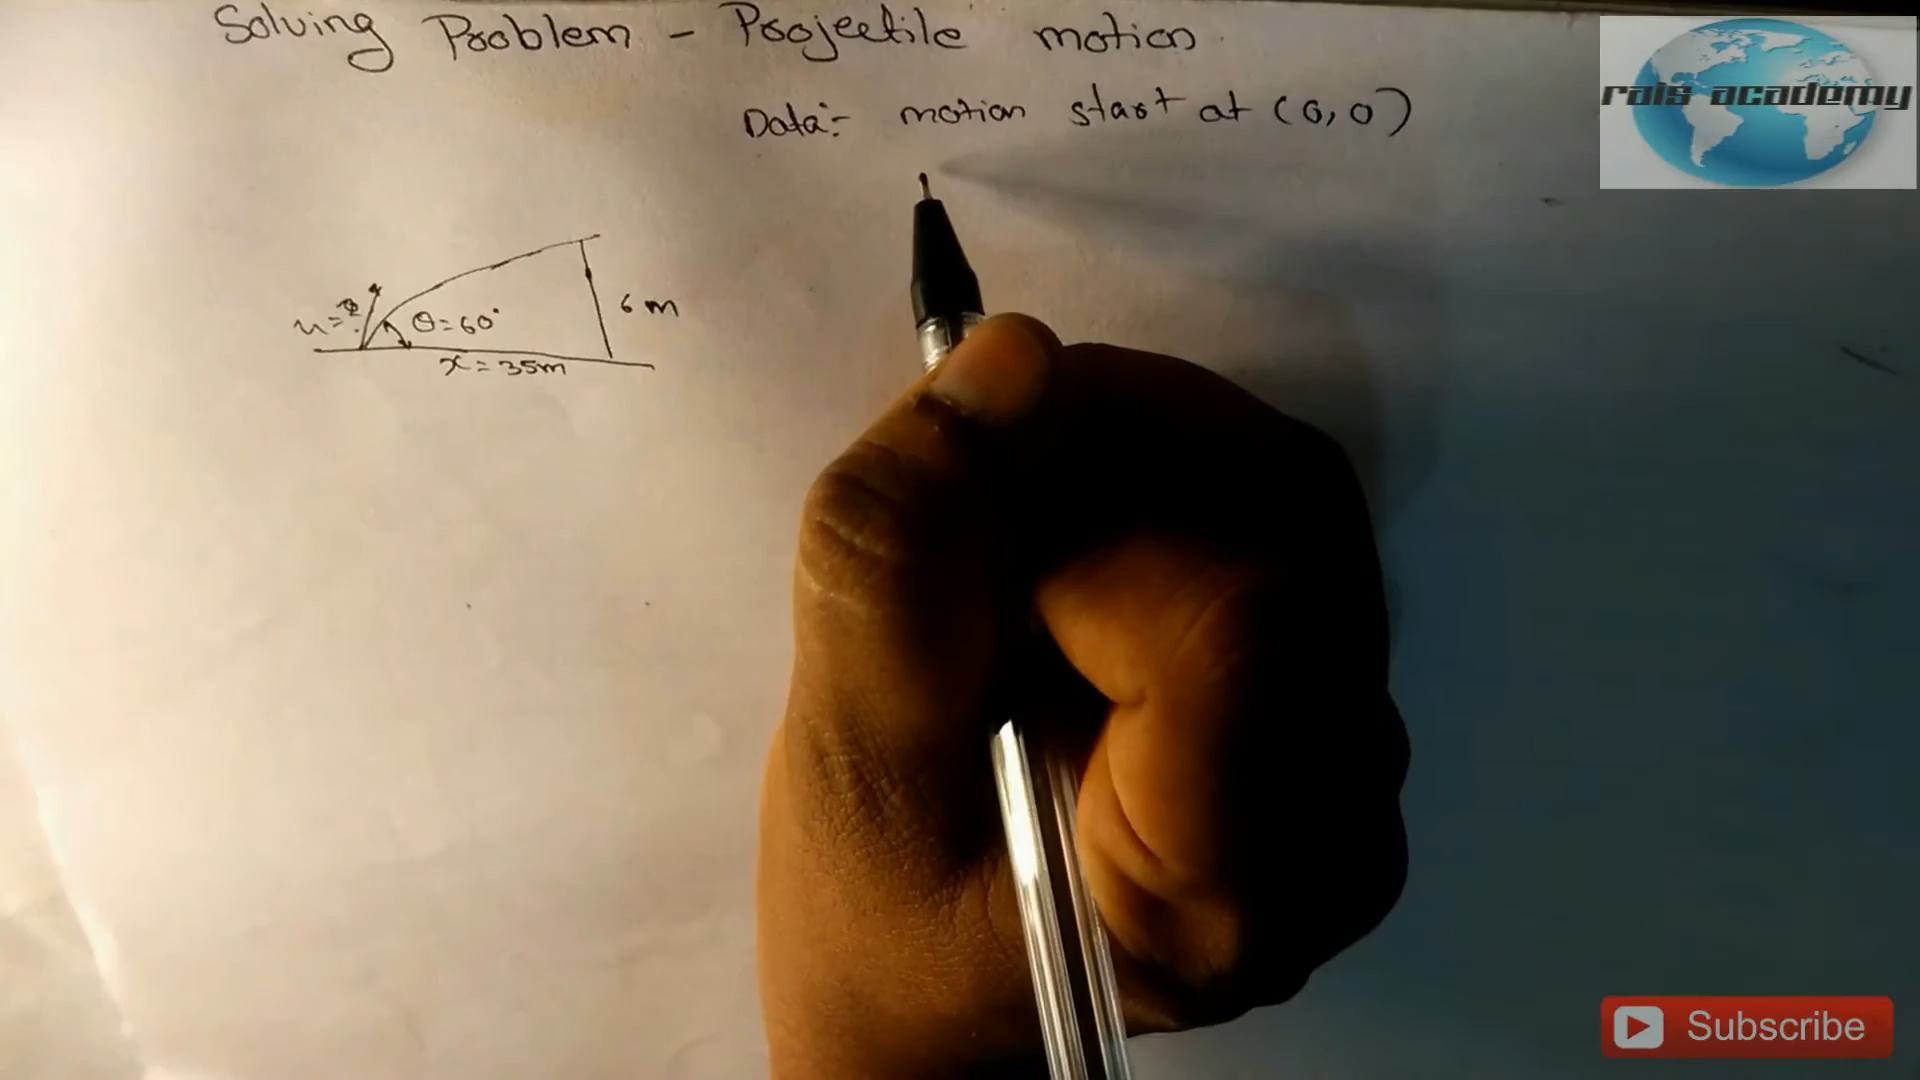 Solving Problem - Projectile motion
Data:- motion start at (0,0)
u=?
θ=60°
6 m
x = 35m
rais academy
Subscribe